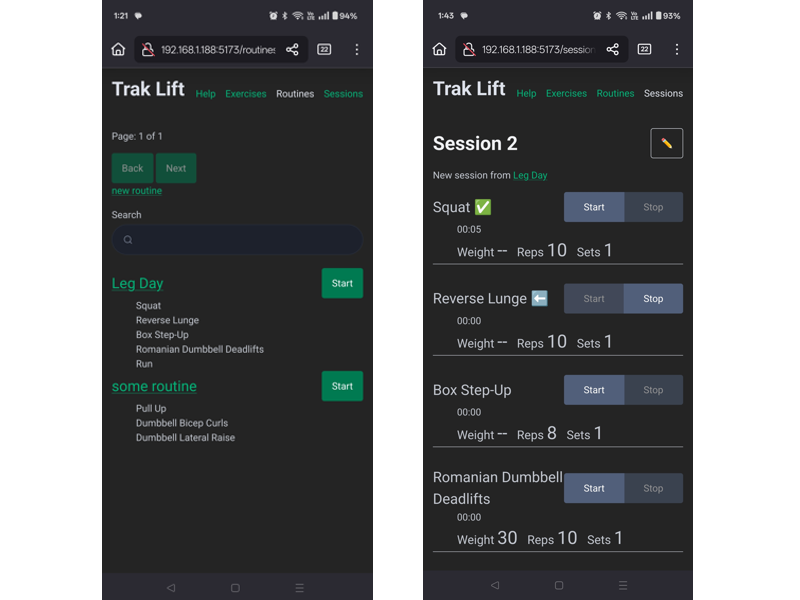 1:21
94%
192.168.1.188:5173/routines
22
Trak Lift Help Exercises Routines Sessions
Page: 1 of 1
Back Next
new routine
Search
Leg Day Start
Squat
Reverse Lunge
Box Step-Up
Romanian Dumbbell Deadlifts
Run
some routine Start
Pull Up
Dumbbell Bicep Curls
Dumbbell Lateral Raise
1:43
93%
192.168.1.188:5173/session
22
Trak Lift Help Exercises Routines Sessions
Session 2
New session from Leg Day
Squat ✅ Start Stop
00:05
Weight -- Reps 10 Sets 1
Reverse Lunge ⬅️ Start Stop
00:00
Weight -- Reps 10 Sets 1
Box Step-Up Start Stop
00:00
Weight -- Reps 8 Sets 1
Romanian Dumbbell
Deadlifts Start Stop
00:00
Weight 30 Reps 10 Sets 1